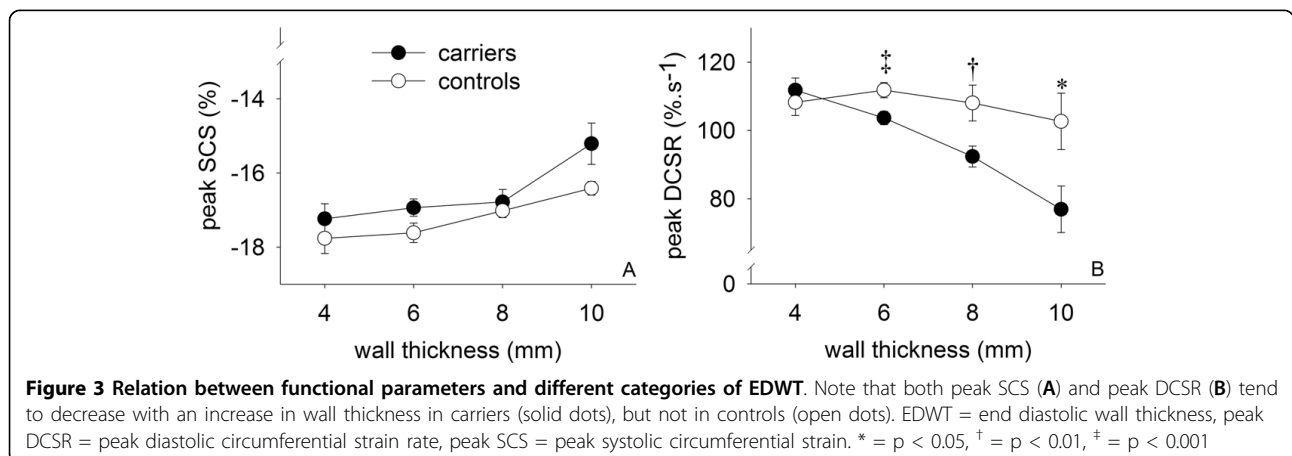 carriers
controls
peak SCS (%)
-14
-16
-18
4 6 8 10
wall thickness (mm)
A
peak DCSR (%.s-1)
120
100
80
0
‡ † *
4 6 8 10
wall thickness (mm)
B
Figure 3 Relation between functional parameters and different categories of EDWT. Note that both peak SCS (A) and peak DCSR (B) tend
to decrease with an increase in wall thickness in carriers (solid dots), but not in controls (open dots). EDWT = end diastolic wall thickness, peak
DCSR = peak diastolic circumferential strain rate, peak SCS = peak systolic circumferential strain. * = p < 0.05, † = p < 0.01, ‡ = p < 0.001